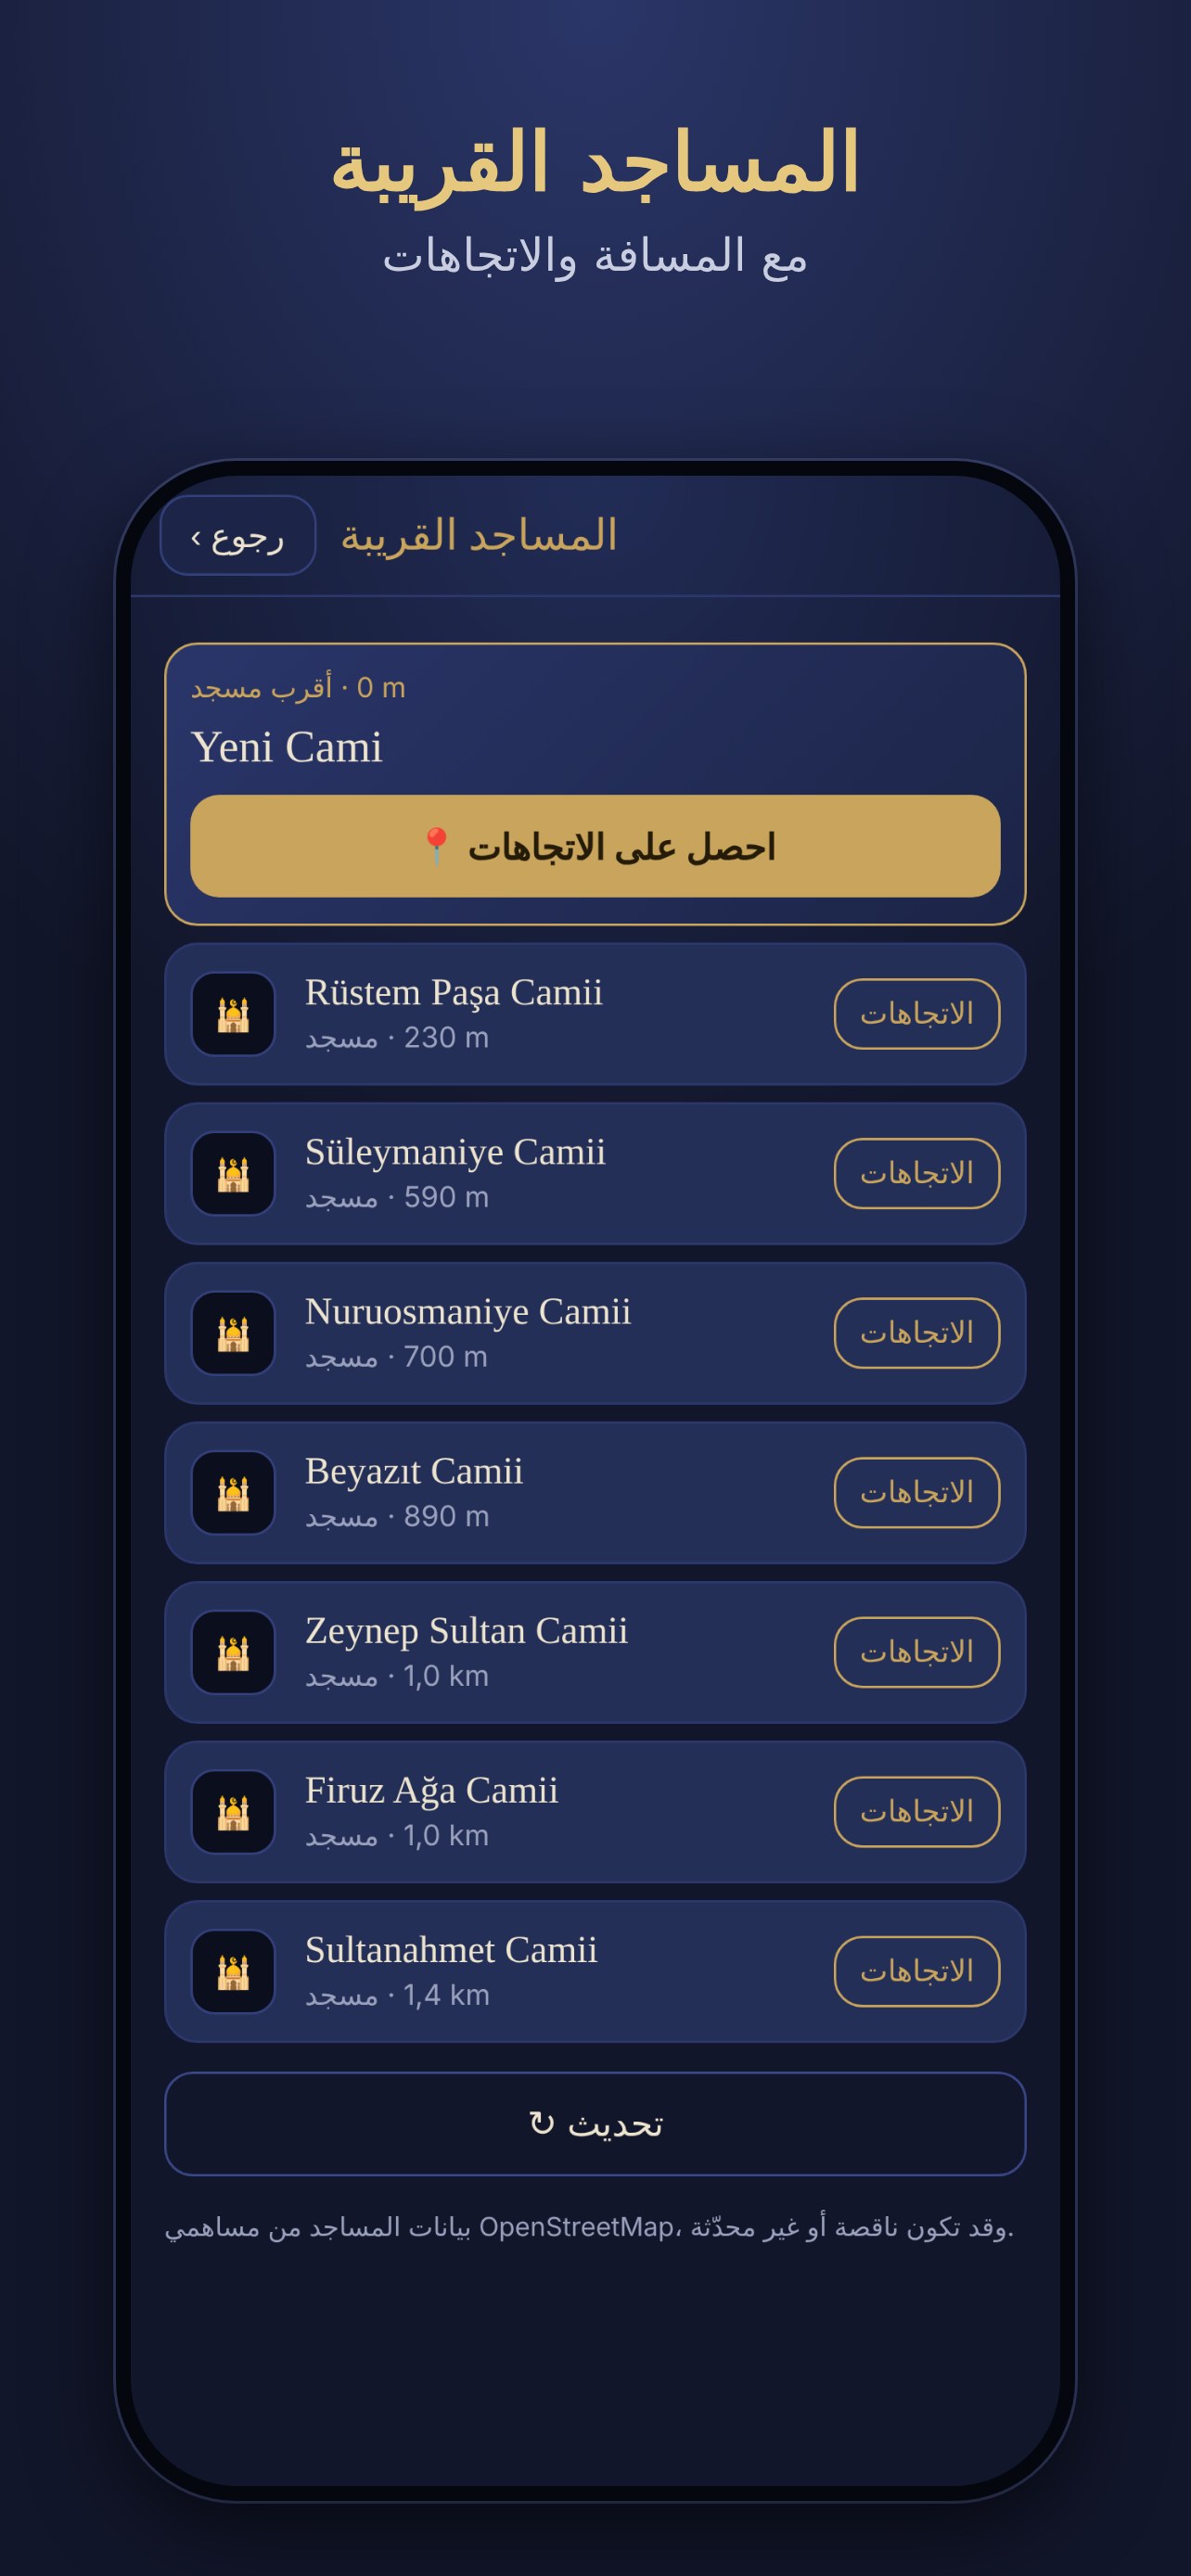 المساجد القريبة
مع المسافة والاتجاهات
‹ رجوع
المساجد القريبة
أقرب مسجد · 0 m
Yeni Cami
📍 احصل على الاتجاهات
Rüstem Paşa Camii
مسجد · 230 m
الاتجاهات
Süleymaniye Camii
مسجد · 590 m
الاتجاهات
Nuruosmaniye Camii
مسجد · 700 m
الاتجاهات
Beyazıt Camii
مسجد · 890 m
الاتجاهات
Zeynep Sultan Camii
مسجد · 1,0 km
الاتجاهات
Firuz Ağa Camii
مسجد · 1,0 km
الاتجاهات
Sultanahmet Camii
مسجد · 1,4 km
الاتجاهات
↻ تحديث
بيانات المساجد من مساهمي OpenStreetMap، وقد تكون ناقصة أو غير محدّثة.